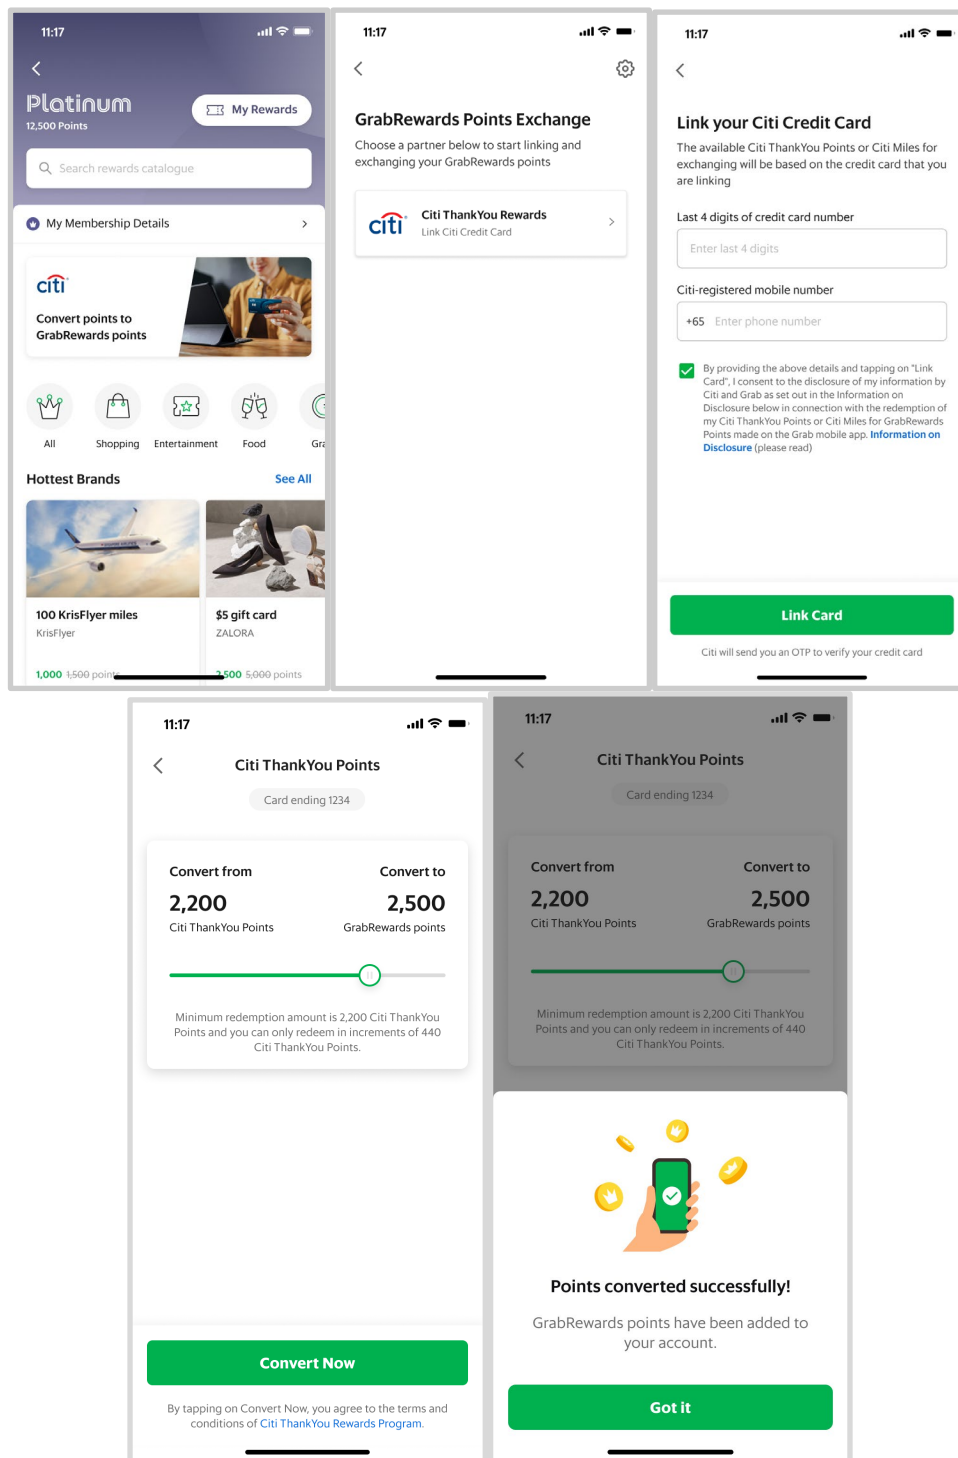 11:17
Platinum
12,500 Points
My Rewards
Search rewards catalogue
My Membership Details
citi
Convert points to
GrabRewards points
All
Shopping
Entertainment
Food
Gra
Hottest Brands
See All
100 KrisFlyer miles
KrisFlyer
1,000 1,500 points
$5 gift card
ZALORA
2,500 5,000 points
11:17
GrabRewards Points Exchange
Choose a partner below to start linking and
exchanging your GrabRewards points
citi
Citi ThankYou Rewards
Link Citi Credit Card
11:17
Link your Citi Credit Card
The available Citi ThankYou Points or Citi Miles for
exchanging will be based on the credit card that you
are linking
Last 4 digits of credit card number
Enter last 4 digits
Citi-registered mobile number
+65 Enter phone number
By providing the above details and tapping on "Link
Card", I consent to the disclosure of my information by
Citi and Grab as set out in the Information on
Disclosure below in connection with the redemption of
my Citi ThankYou Points or Citi Miles for GrabRewards
Points made on the Grab mobile app. Information on
Disclosure (please read)
Link Card
Citi will send you an OTP to verify your credit card
11:17
Citi ThankYou Points
Card ending 1234
Convert from
Convert to
2,200
2,500
Citi ThankYou Points
GrabRewards points
Minimum redemption amount is 2,200 Citi ThankYou
Points and you can only redeem in increments of 440
Citi ThankYou Points.
Convert Now
By tapping on Convert Now, you agree to the terms and
conditions of Citi ThankYou Rewards Program.
11:17
Citi ThankYou Points
Card ending 1234
Convert from
Convert to
2,200
2,500
Citi ThankYou Points
GrabRewards points
Minimum redemption amount is 2,200 Citi ThankYou
Points and you can only redeem in increments of 440
Citi ThankYou Points.
Points converted successfully!
GrabRewards points have been added to
your account.
Got it